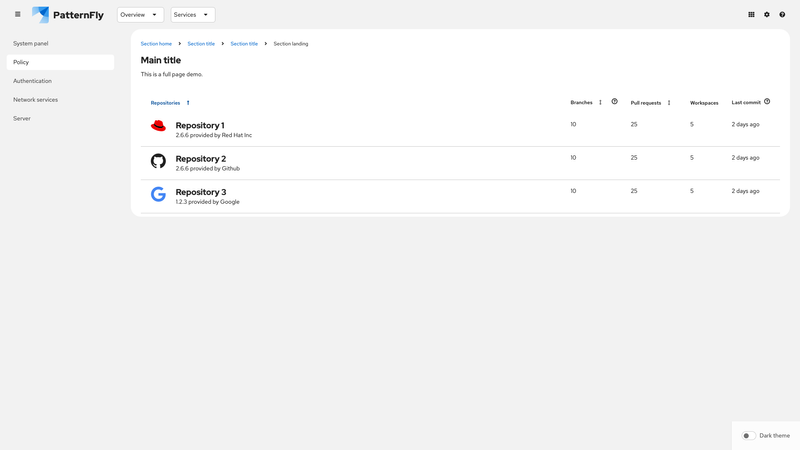 PatternFly Overview Services
System panel
Policy
Authentication
Network services
Server
Section home Section title Section title Section landing
Main title
This is a full page demo.
Repositories Branches Pull requests Workspaces Last commit
Repository 1 10 25 5 2 days ago
2.6.6 provided by Red Hat Inc
Repository 2 10 25 5 2 days ago
2.6.6 provided by Github
Repository 3 10 25 5 2 days ago
1.2.3 provided by Google
Dark theme